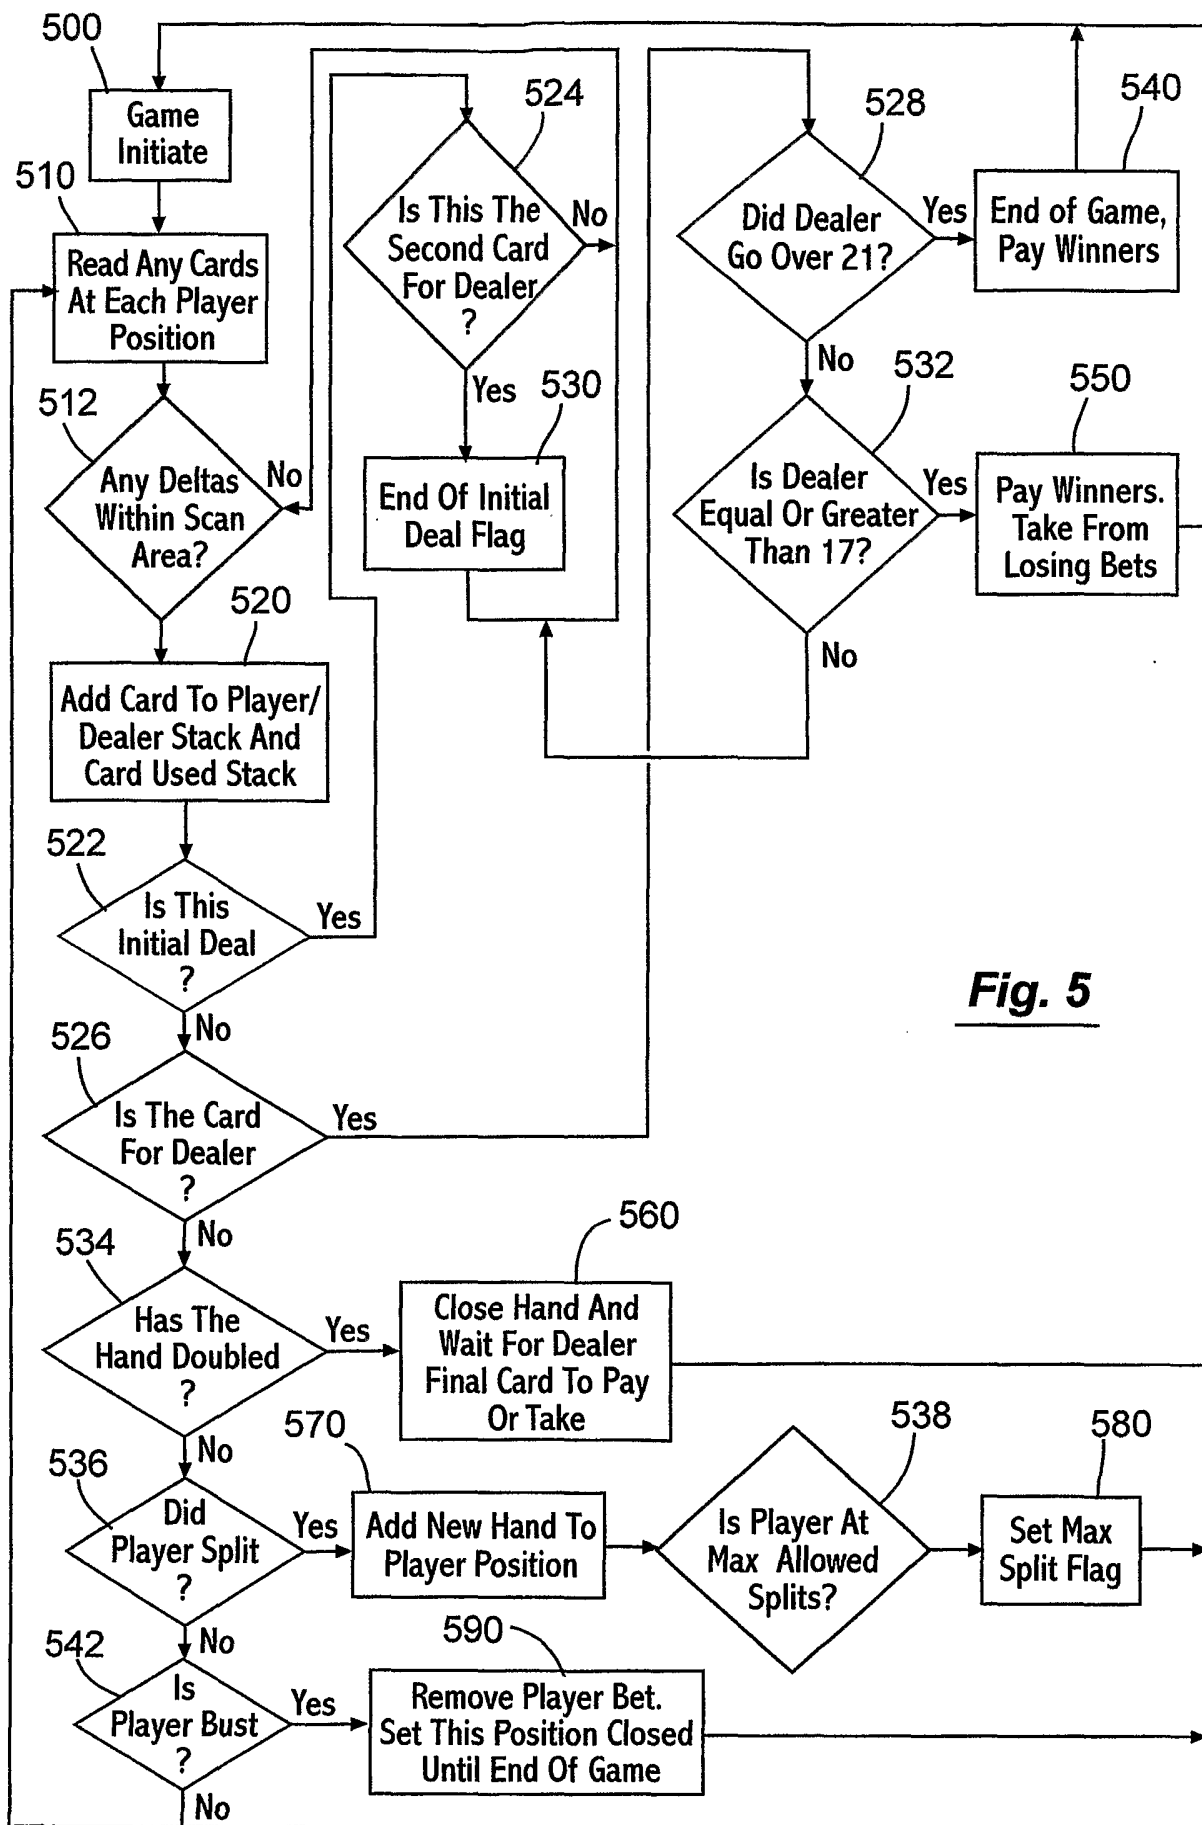 500
Game
Initiate
510
Read Any Cards
At Each Player
Position
512
Any Deltas
Within Scan
Area?
No
520
Add Card To Player/
Dealer Stack And
Card Used Stack
522
Is This
Initial Deal
?
Yes
No
526
Is The Card
For Dealer
?
Yes
No
534
Has The
Hand Doubled
?
Yes
No
536
Did
Player Split
?
Yes
No
542
Is
Player Bust
?
Yes
No
524
Is This The
Second Card
For Dealer
?
No
Yes
530
End Of Initial
Deal Flag
528
Did Dealer
Go Over 21?
Yes
No
540
End of Game,
Pay Winners
532
Is Dealer
Equal Or Greater
Than 17?
Yes
No
550
Pay Winners.
Take From
Losing Bets
Fig. 5
560
Close Hand And
Wait For Dealer
Final Card To Pay
Or Take
570
Add New Hand To
Player Position
538
Is Player At
Max Allowed
Splits?
580
Set Max
Split Flag
590
Remove Player Bet.
Set This Position Closed
Until End Of Game